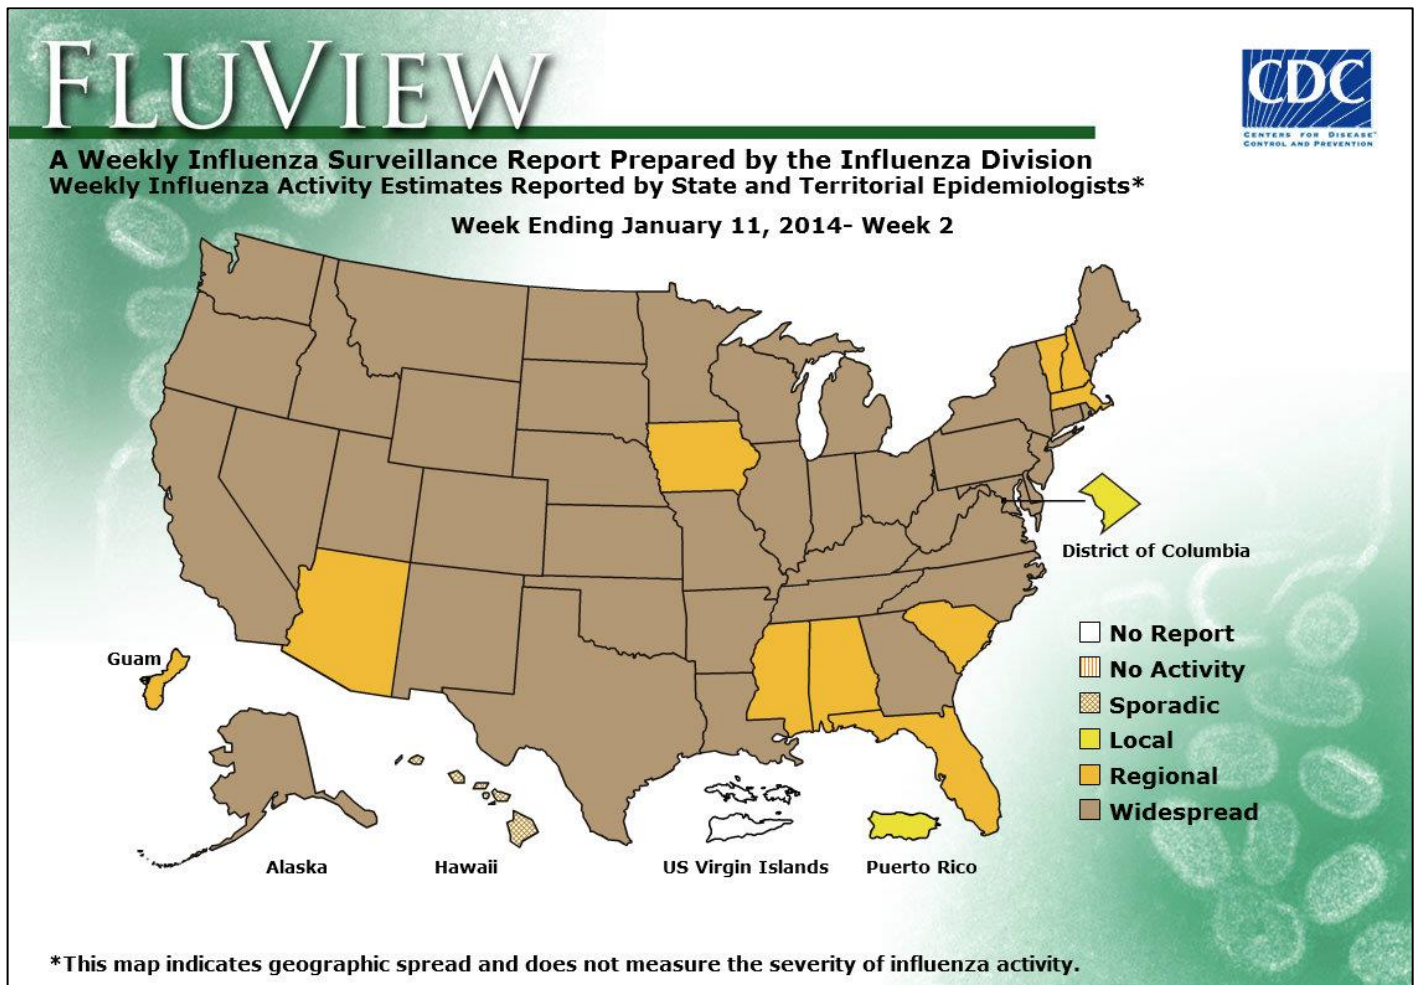 FLUVIEW
CDC
CENTERS FOR DISEASE™
CONTROL AND PREVENTION
A Weekly Influenza Surveillance Report Prepared by the Influenza Division
Weekly Influenza Activity Estimates Reported by State and Territorial Epidemiologists*
Week Ending January 11, 2014- Week 2
District of Columbia
No Report
Guam
No Activity
Sporadic
Local
Regional
Widespread
Alaska
Hawaii
US Virgin Islands
Puerto Rico
*This map indicates geographic spread and does not measure the severity of influenza activity.